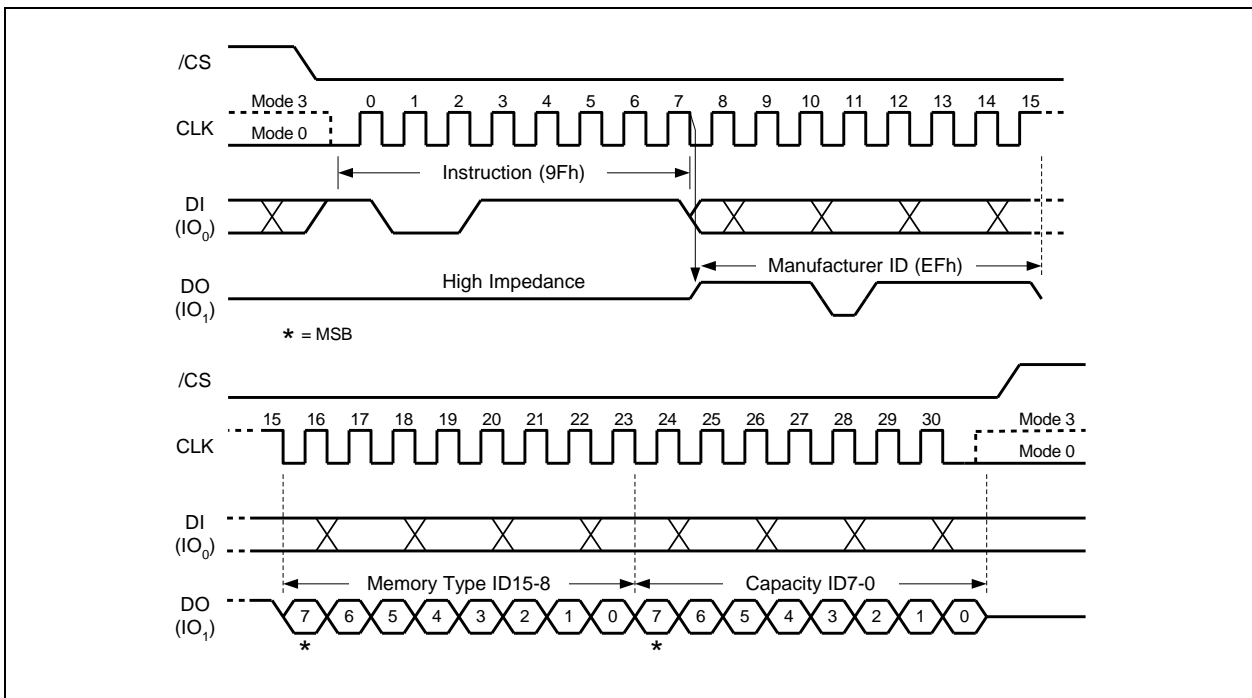 /CS
Mode 3 0 1 2 3 4 5 6 7 8 9 10 11 12 13 14 15
CLK
Mode 0
Instruction (9Fh)
DI
(IO₀)
Manufacturer ID (EFh)
High Impedance
DO
(IO₁)
* = MSB
/CS
15 16 17 18 19 20 21 22 23 24 25 26 27 28 29 30 Mode 3
CLK
Mode 0
DI
(IO₀)
Memory Type ID15-8 Capacity ID7-0
DO
(IO₁)
7 6 5 4 3 2 1 0 7 6 5 4 3 2 1 0
* *